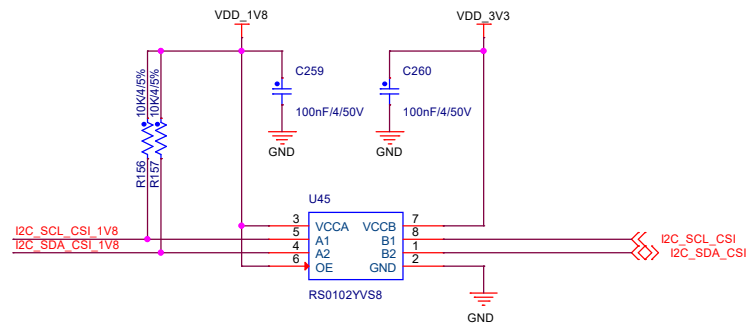 VDD_1V8
VDD_3V3
10K/4/5%
10K/4/5%
C259
C260
100nF/4/50V
100nF/4/50V
R156
R157
GND
GND
U45
I2C_SCL_CSI_1V8
I2C_SDA_CSI_1V8
3 VCCA VCCB 7
5 A1 B1 8
4 A2 B2 1
6 OE GND 2
I2C_SCL_CSI
I2C_SDA_CSI
RS0102YVS8
GND